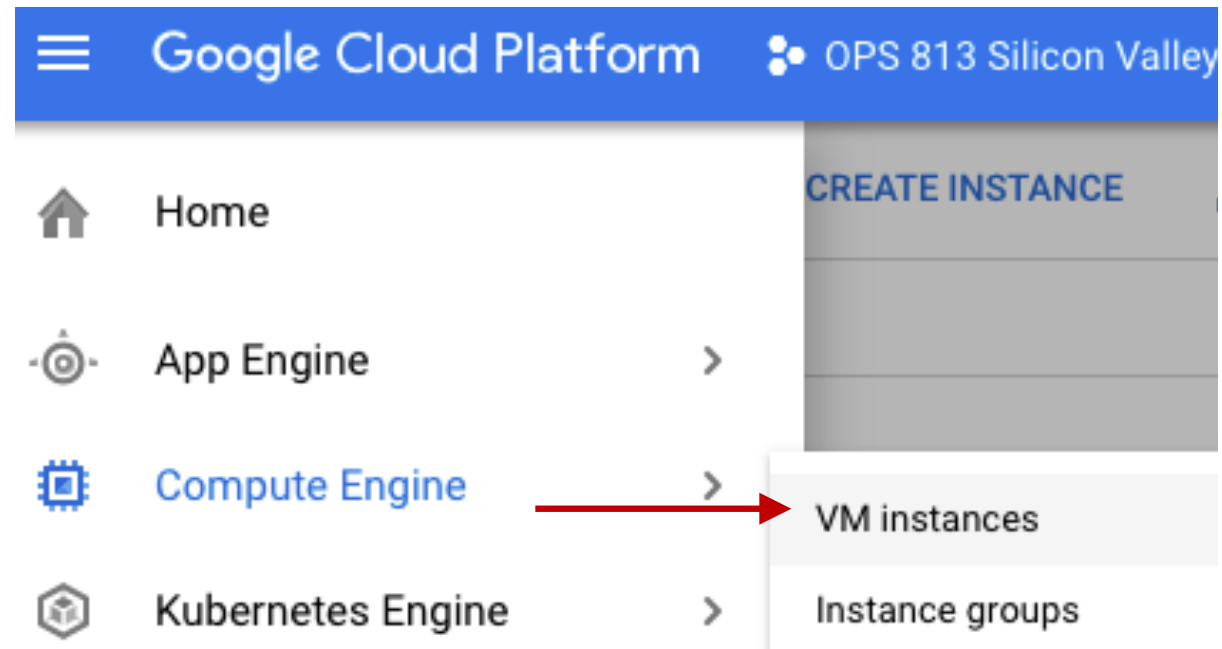 Google Cloud Platform
OPS 813 Silicon Valley
Home
CREATE INSTANCE
App Engine
Compute Engine
VM instances
Kubernetes Engine
Instance groups